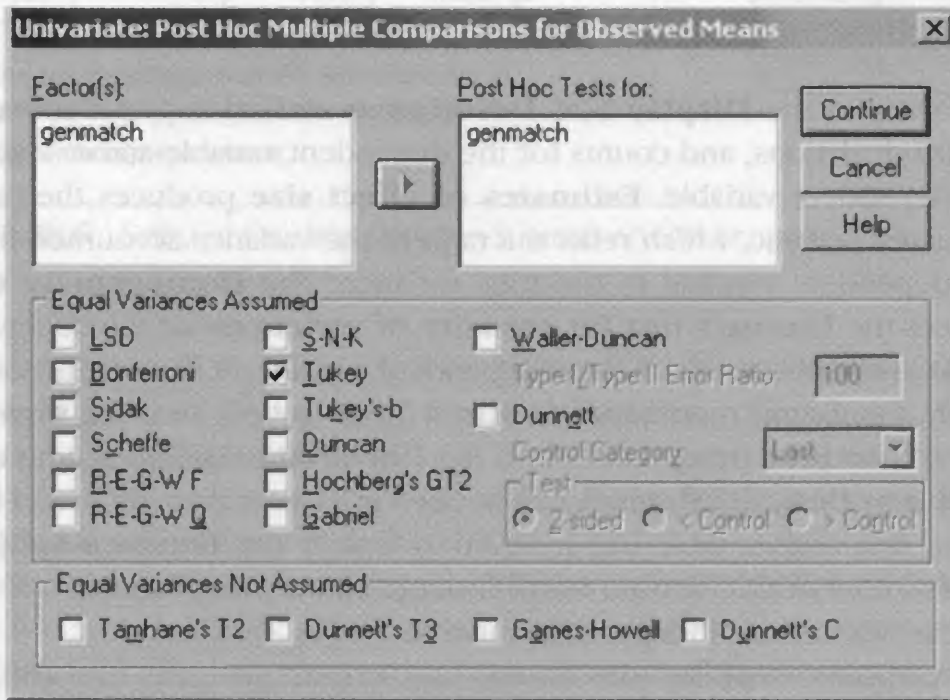 Univariate: Post Hoc Multiple Comparisons for Observed Means
Factor(s):
genmatch
Post Hoc Tests for:
genmatch
Continue
Cancel
Help
Equal Variances Assumed
LSD
Bonferroni
Sidak
Scheffe
R-E-G-W F
R-E-G-W Q
S-N-K
Tukey
Tukey's-b
Duncan
Hochberg's GT2
Gabriel
Waller-Duncan
Type I/Type II Error Ratio 100
Dunnett
Control Category Last
Test
2-sided < Control > Control
Equal Variances Not Assumed
Tamhane's T2 Dunnett's T3 Games-Howell Dunnett's C